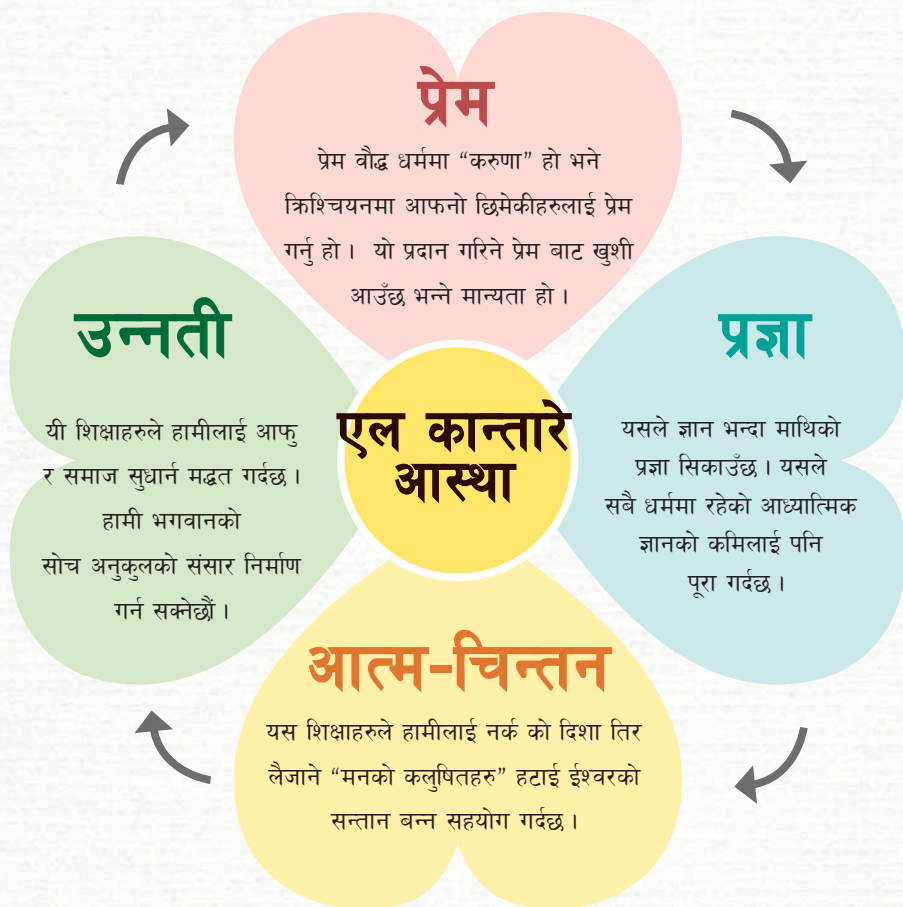 प्रेम
प्रेम वौद्ध धर्ममा “करुणा” हो भने
क्रिश्चियनमा आफनो छिमेकीहरुलाई प्रेम
गर्नु हो । यो प्रदान गरिने प्रेम बाट खुशी
आउँछ भन्ने मान्यता हो ।
प्रज्ञा
यसले ज्ञान भन्दा माथिको
प्रज्ञा सिकाउँछ । यसले
सबै धर्ममा रहेको आध्यात्मिक
ज्ञानको कमिलाई पनि
पूरा गर्दछ ।
आत्म-चिन्तन
यस शिक्षाहरुले हामीलाई नर्क को दिशा तिर
लैजाने “मनको कलुषितहरु” हटाई ईश्वरको
सन्तान बन्न सहयोग गर्दछ ।
उन्नती
यी शिक्षाहरुले हामीलाई आफु
र समाज सुधार्न मद्धत गर्दछ ।
हामी भगवानको
सोच अनुकुलको संसार निर्माण
गर्न सक्नेछौं ।
एल कान्तारे
आस्था